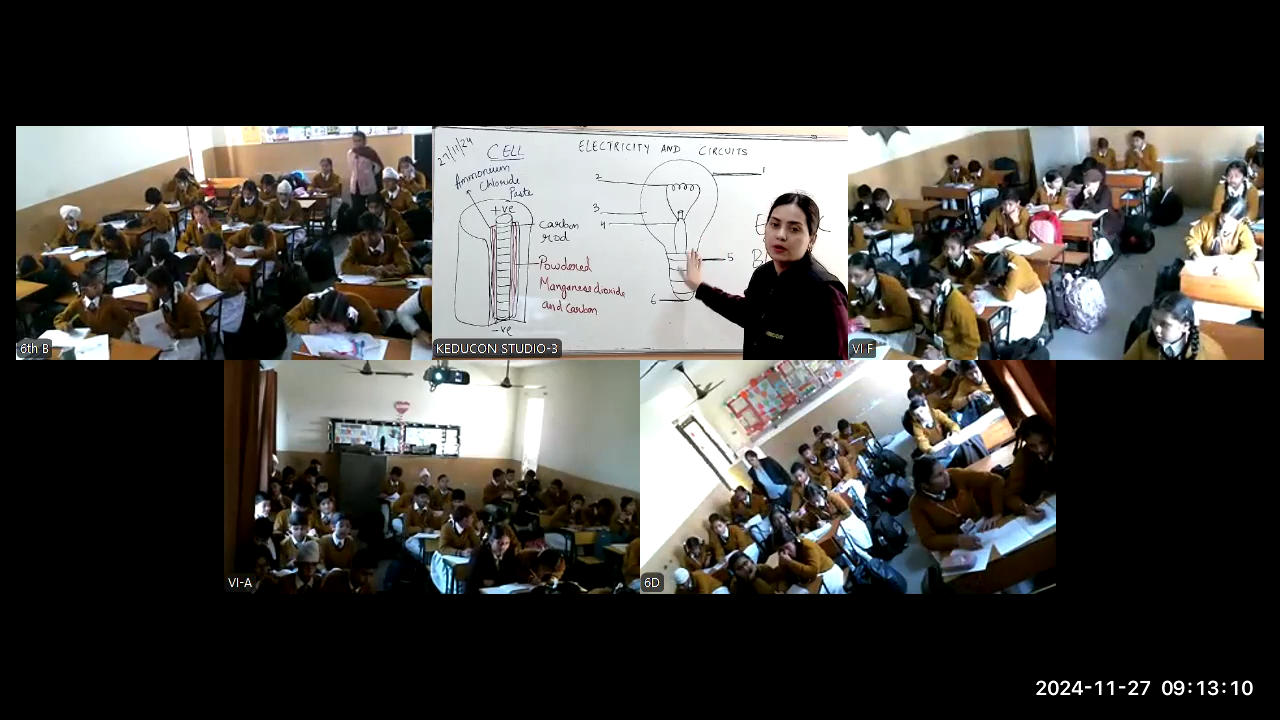 6th B
27/11/24
CELL
ELECTRICITY AND CIRCUITS
Ammonium
Chloride
Paste
+ve
carbon
rod
Powdered
Manganese dioxide
and carbon
-ve
1
2
3
4
5
6
KEDUCON STUDIO-3
VI F
VI-A
6D
2024-11-27 09:13:10